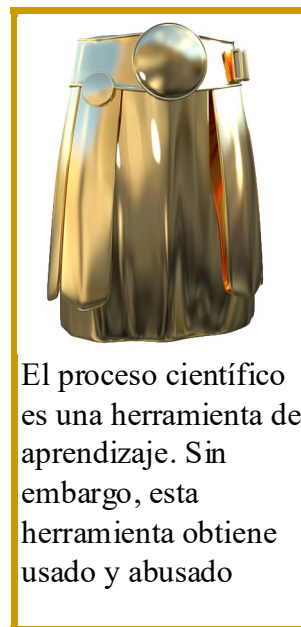 El proceso científico
es una herramienta de
aprendizaje. Sin
embargo, esta
herramienta obtiene
usado y abusado